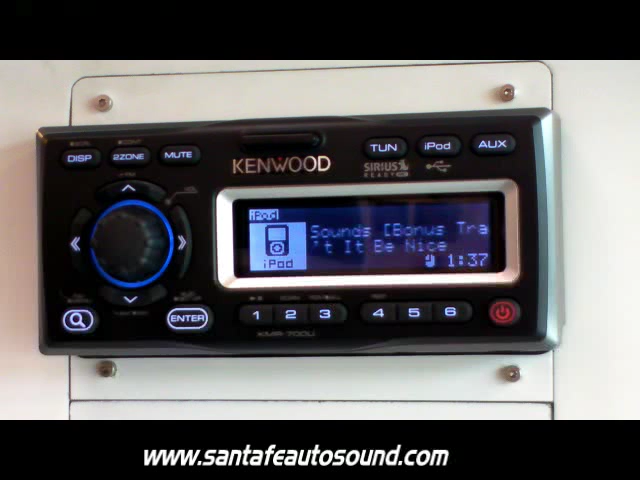 DISP
2ZONE
MUTE
KENWOOD
TUN
iPod
AUX
SIRIUS
READY
iPod
Sounds [Bonus Tra
't It Be Nice
iPod
1:37
1 2 3
4 5 6
ENTER
KMR-700U
www.santafeautosound.com